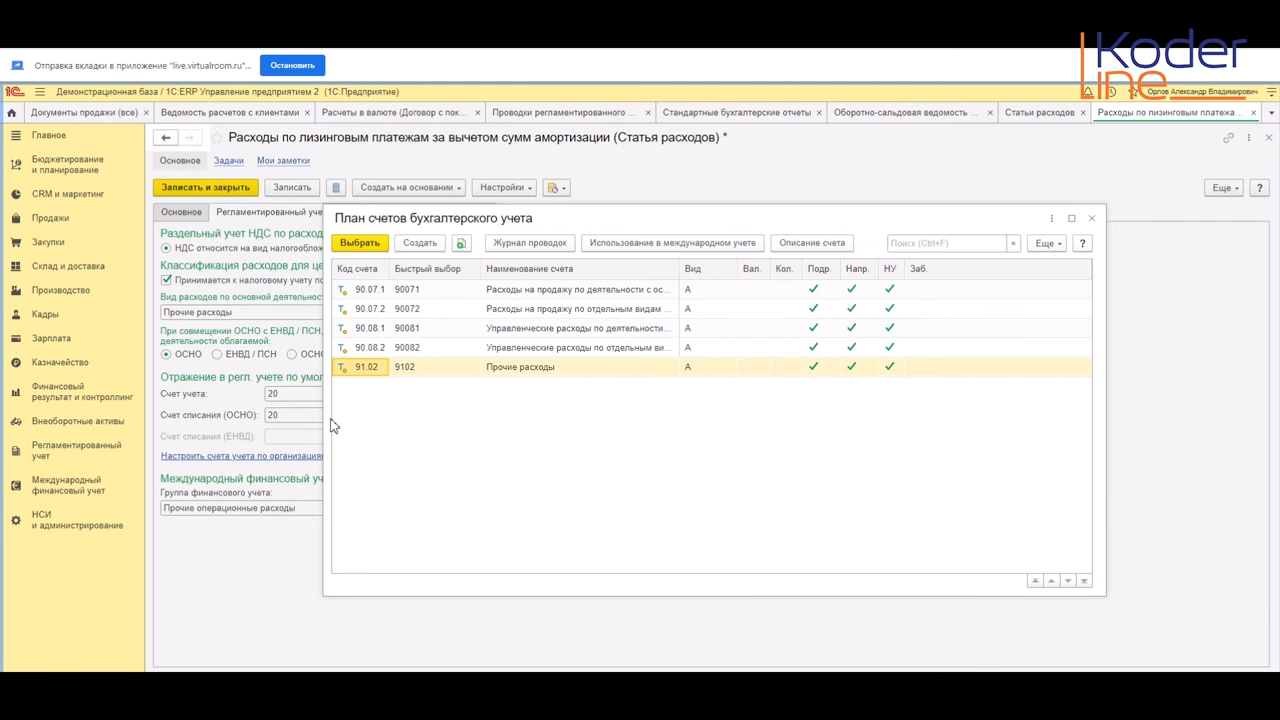 Koder
Line
Отправка вкладки в приложение "live.virtualroom.ru"...
Остановить
Демонстрационная база / 1C:ERP Управление предприятием 2 (1С:Предприятие)
Орлов Александр Владимирович
Документы продажи (все) ×
Ведомость расчетов с клиентами ×
Расчеты в валюте (Договор с пок... ×
Проводки регламентированного ... ×
Стандартные бухгалтерские отчеты ×
Оборотно-сальдовая ведомость ... ×
Статьи расходов ×
Расходы по лизинговым платежа... ×
Главное
Бюджетирование
и планирование
CRM и маркетинг
Продажи
Закупки
Склад и доставка
Производство
Кадры
Зарплата
Казначейство
Финансовый
результат и контроллинг
Внеоборотные активы
Регламентированный
учет
Международный
финансовый учет
НСИ
и администрирование
Расходы по лизинговым платежам за вычетом сумм амортизации (Статья расходов) *
Основное Задачи Мои заметки
Записать и закрыть Записать Создать на основании Настройки Еще ?
Основное Регламентированный уче
Раздельный учет НДС по расход
НДС относится на вид налогообложе
Классификация расходов для це
Принимается к налоговому учету по
Вид расходов по основной деятельност
Прочие расходы
При совмещении ОСНО с ЕНВД / ПСН,
деятельности облагаемой:
ОСНО ЕНВД / ПСН ОСНО
Отражение в регл. учете по умол
Счет учета: 20
Счет списания (ОСНО): 20
Счет списания (ЕНВД):
Настроить счета учета по организация
Международный финансовый уч
Группа финансового учета:
Прочие операционные расходы
План счетов бухгалтерского учета
Выбрать Создать Журнал проводок Использование в международном учете Описание счета Поиск (Ctrl+F) × Еще ?
Код счета Быстрый выбор Наименование счета Вид Вал. Кол. Подр. Напр. НУ Заб.
90.07.1 90071 Расходы на продажу по деятельности с ос... А
90.07.2 90072 Расходы на продажу по отдельным видам ... А
90.08.1 90081 Управленческие расходы по деятельности... А
90.08.2 90082 Управленческие расходы по отдельным ви... А
91.02 9102 Прочие расходы А